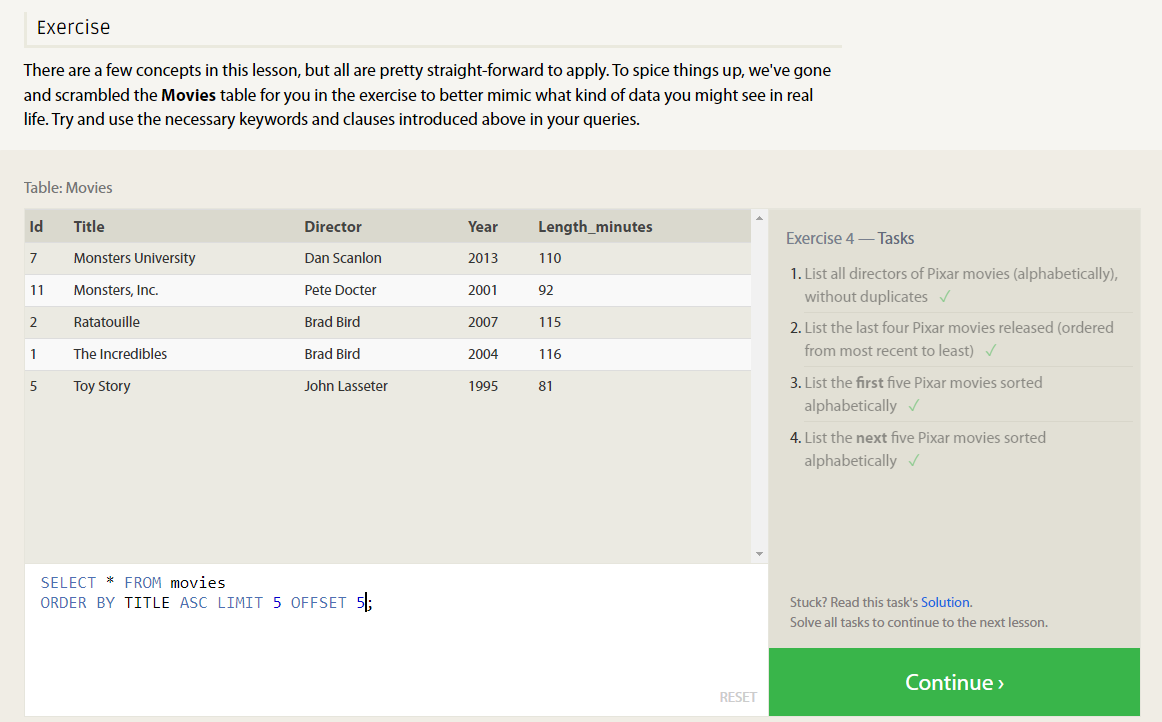 Exercise
There are a few concepts in this lesson, but all are pretty straight-forward to apply. To spice things up, we've gone
and scrambled the Movies table for you in the exercise to better mimic what kind of data you might see in real
life. Try and use the necessary keywords and clauses introduced above in your queries.
Table: Movies
Id Title Director Year Length_minutes
7 Monsters University Dan Scanlon 2013 110
11 Monsters, Inc. Pete Docter 2001 92
2 Ratatouille Brad Bird 2007 115
1 The Incredibles Brad Bird 2004 116
5 Toy Story John Lasseter 1995 81
SELECT * FROM movies
ORDER BY TITLE ASC LIMIT 5 OFFSET 5;
RESET
Exercise 4 — Tasks
1. List all directors of Pixar movies (alphabetically),
without duplicates ✓
2. List the last four Pixar movies released (ordered
from most recent to least) ✓
3. List the first five Pixar movies sorted
alphabetically ✓
4. List the next five Pixar movies sorted
alphabetically ✓
Stuck? Read this task's Solution.
Solve all tasks to continue to the next lesson.
Continue ›